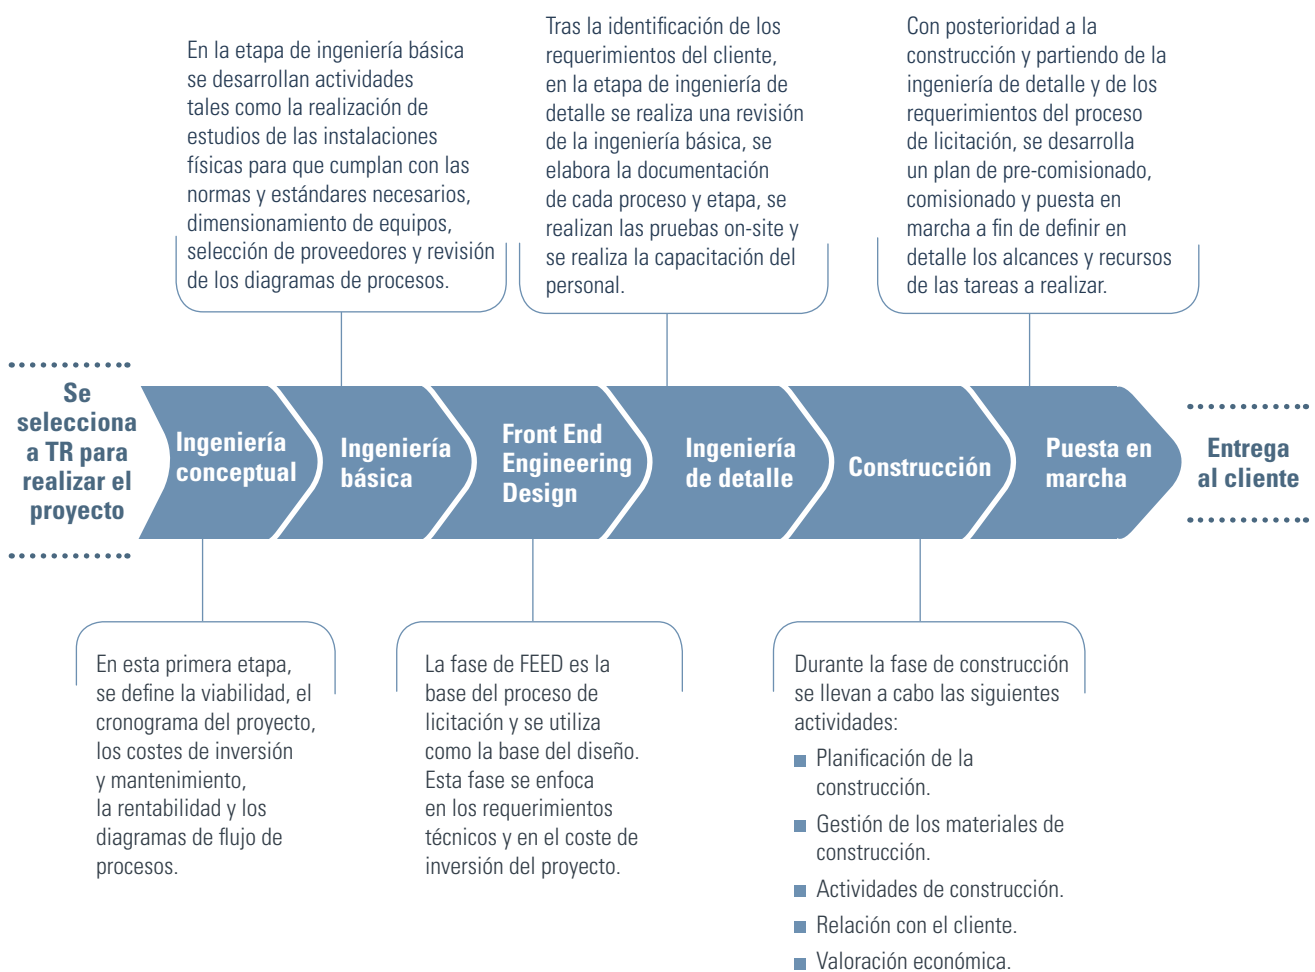 En la etapa de ingeniería básica
se desarrollan actividades
tales como la realización de
estudios de las instalaciones
físicas para que cumplan con las
normas y estándares necesarios,
dimensionamiento de equipos,
selección de proveedores y revisión
de los diagramas de procesos.
Tras la identificación de los
requerimientos del cliente,
en la etapa de ingeniería de
detalle se realiza una revisión
de la ingeniería básica, se
elabora la documentación
de cada proceso y etapa, se
realizan las pruebas on-site y
se realiza la capacitación del
personal.
Con posterioridad a la
construcción y partiendo de la
ingeniería de detalle y de los
requerimientos del proceso
de licitación, se desarrolla
un plan de pre-comisionado,
comisionado y puesta en
marcha a fin de definir en
detalle los alcances y recursos
de las tareas a realizar.
Se
selecciona
a TR para
realizar el
proyecto
Ingeniería
conceptual
Ingeniería
básica
Front End
Engineering
Design
Ingeniería
de detalle
Construcción
Puesta en
marcha
Entrega
al cliente
En esta primera etapa,
se define la viabilidad, el
cronograma del proyecto,
los costes de inversión
y mantenimiento,
la rentabilidad y los
diagramas de flujo de
procesos.
La fase de FEED es la
base del proceso de
licitación y se utiliza
como la base del diseño.
Esta fase se enfoca
en los requerimientos
técnicos y en el coste de
inversión del proyecto.
Durante la fase de construcción
se llevan a cabo las siguientes
actividades:
Planificación de la
construcción.
Gestión de los materiales de
construcción.
Actividades de construcción.
Relación con el cliente.
Valoración económica.